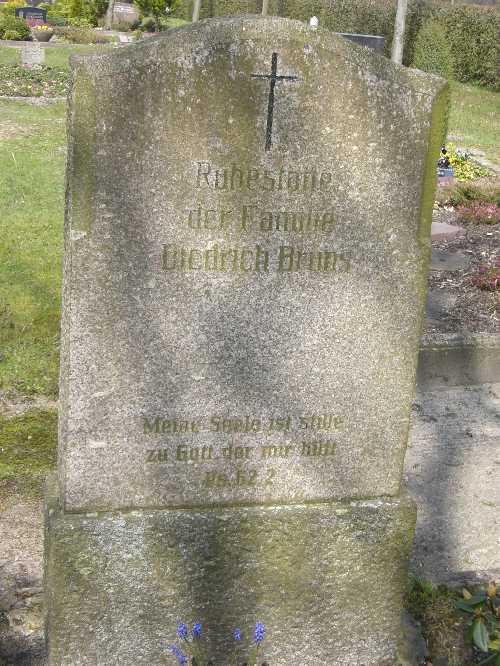 Ruhestätte
der Familie
Diedrich Bruns
Meine Seele ist stille
zu Gott der mir hilft
Ps. 62.2